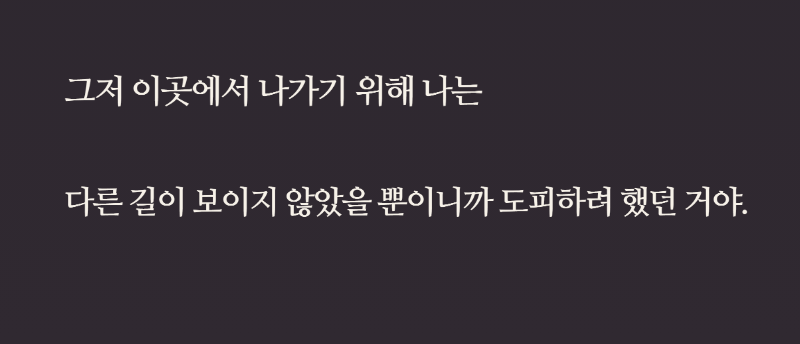 그저 이곳에서 나가기 위해 나는
다른 길이 보이지 않았을 뿐이니까 도피하려 했던 거야.